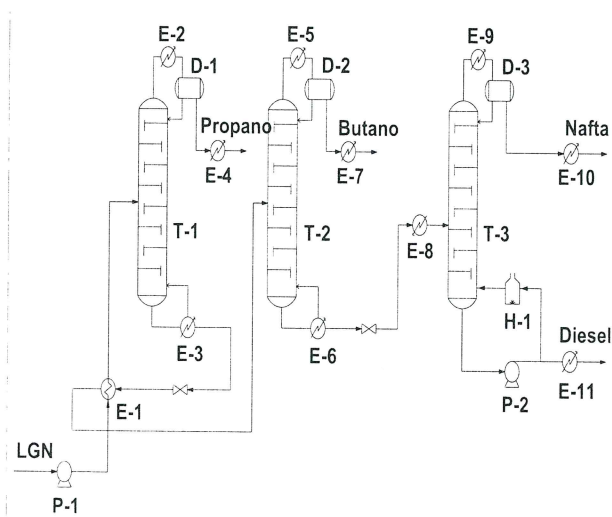 E-2
E-5
E-9
D-1
D-2
D-3
Propano
Butano
Nafta
E-4
E-7
E-10
T-1
T-2
E-8
T-3
E-3
E-6
H-1
Diesel
E-1
P-2
E-11
LGN
P-1